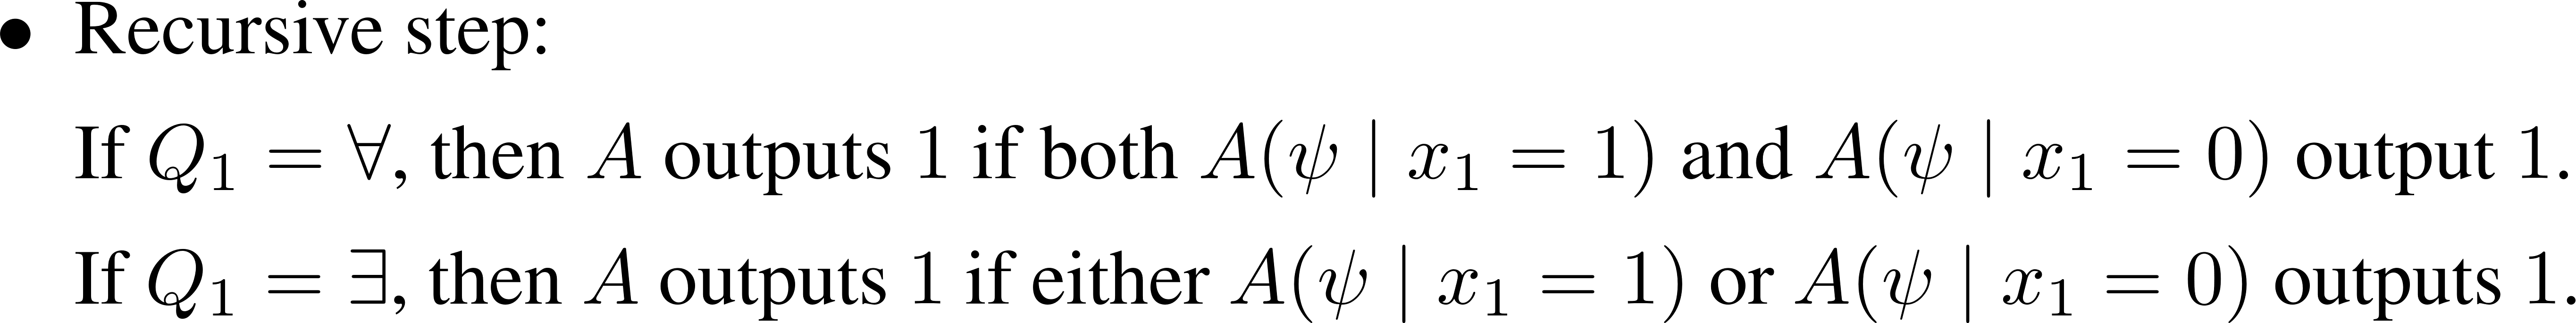 • Recursive step:
If Q₁ = ∀, then A outputs 1 if both A(ψ | x₁ = 1) and A(ψ | x₁ = 0) output 1.
If Q₁ = ∃, then A outputs 1 if either A(ψ | x₁ = 1) or A(ψ | x₁ = 0) outputs 1.